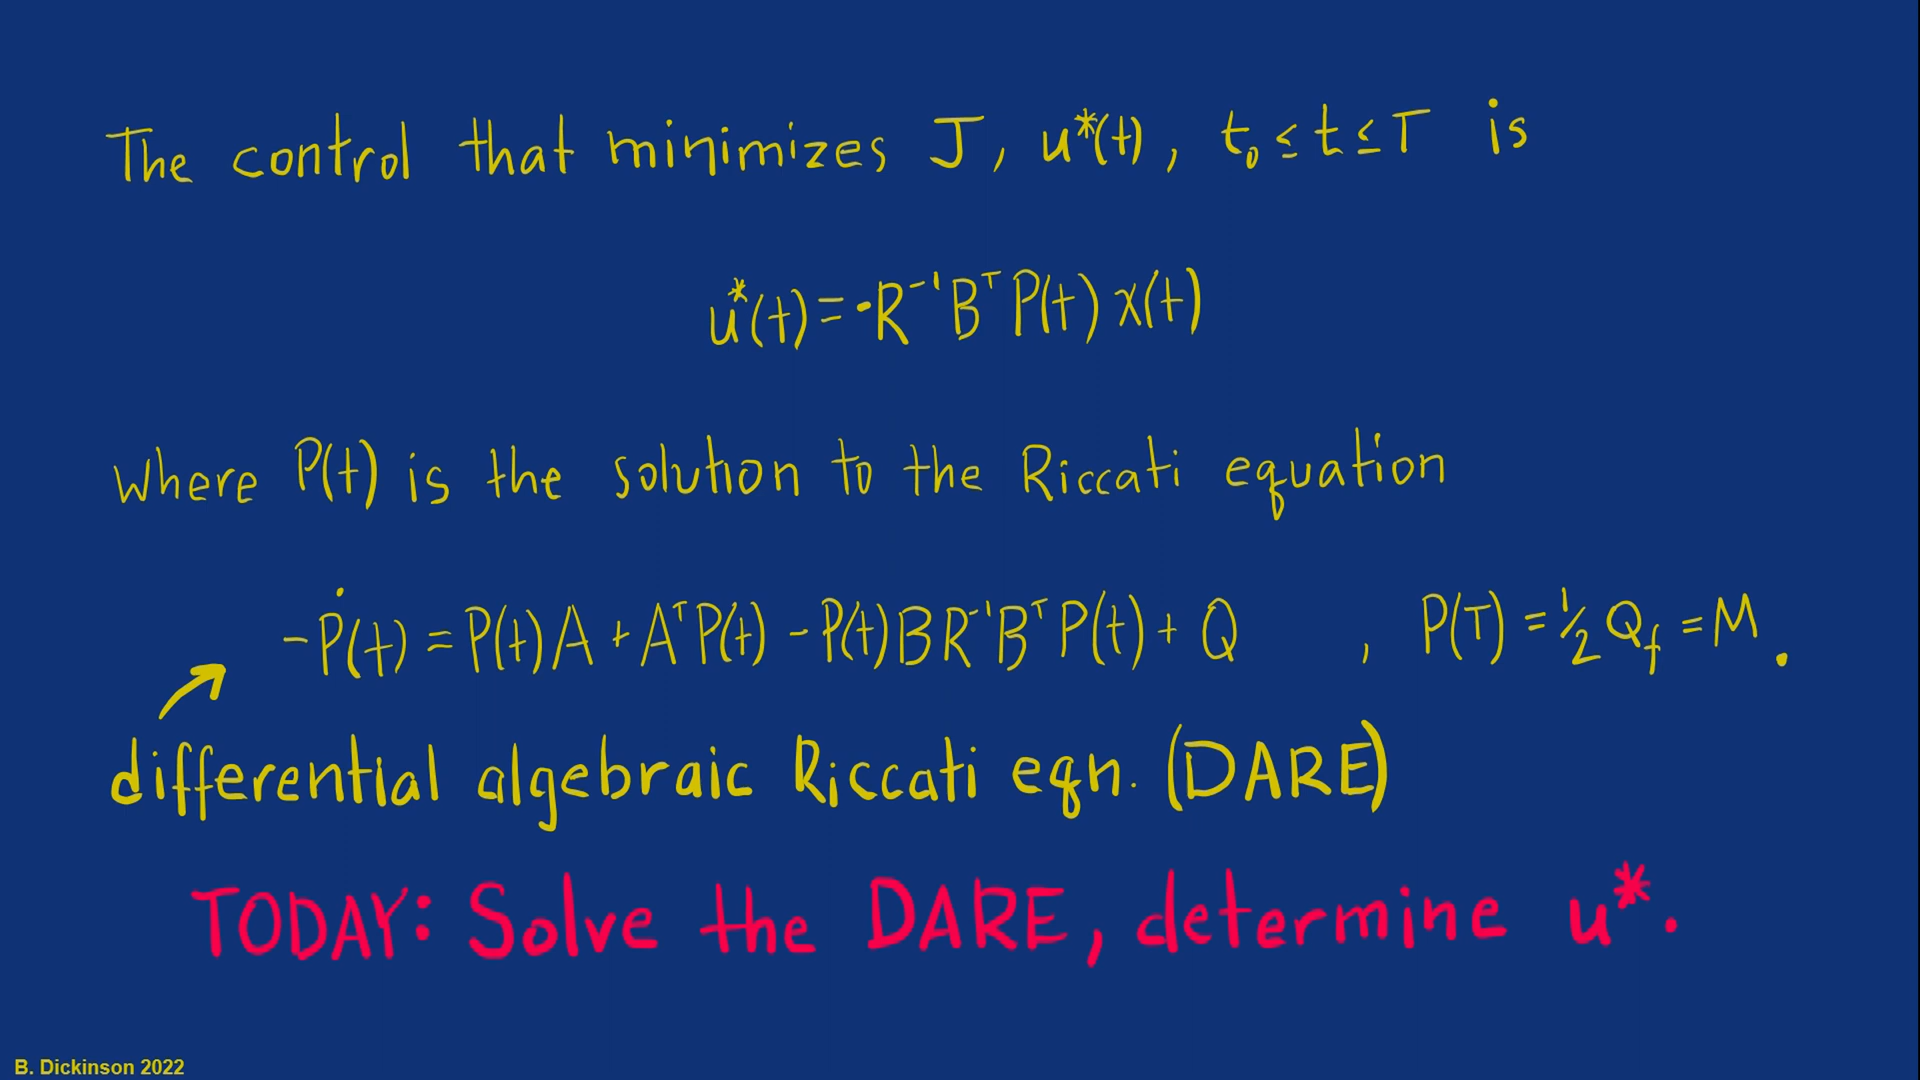 The control that minimizes J, u*(t), t₀ ≤ t ≤ T is
u*(t) = -R⁻¹BᵀP(t)x(t)
where P(t) is the solution to the Riccati equation
-Ṗ(t) = P(t)A + AᵀP(t) - P(t)BR⁻¹BᵀP(t) + Q , P(T) = ½Q_f = M.
differential algebraic Riccati eqn. (DARE)
TODAY: Solve the DARE, determine u*.
B. Dickinson 2022